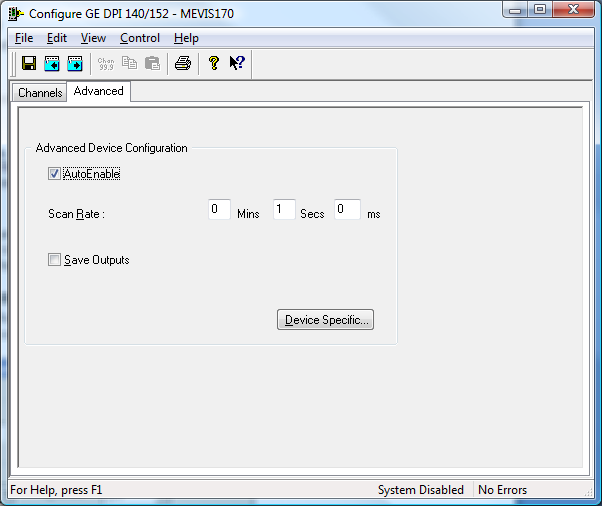 Configure GE DPI 140/152 - MEVIS170
File Edit View Control Help
Chan
99.9
Channels Advanced
Advanced Device Configuration
AutoEnable
Scan Rate : 0 Mins 1 Secs 0 ms
Save Outputs
Device Specific...
For Help, press F1 System Disabled No Errors